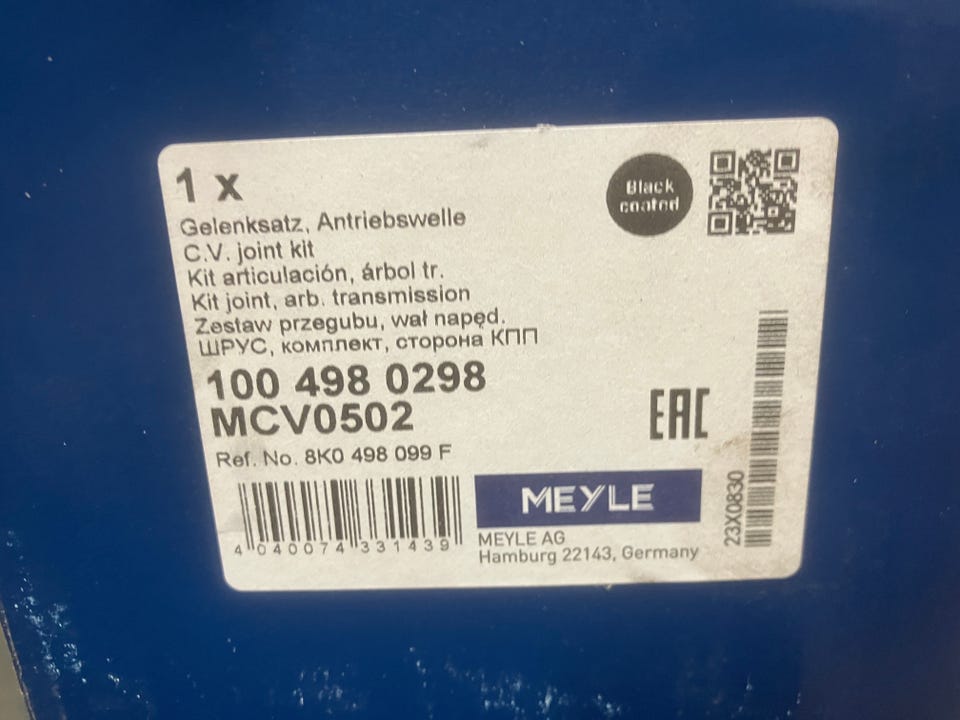 1 x
Black
coated
Gelenksatz, Antriebswelle
C.V. joint kit
Kit articulación, árbol tr.
Kit joint, arb. transmission
Zestaw przegubu, wał napęd.
ШРУС, комплект, сторона КПП
100 498 0298
MCV0502
EAC
Ref. No. 8K0 498 099 F
MEYLE
23X0830
4 040074 331439
MEYLE AG
Hamburg 22143, Germany